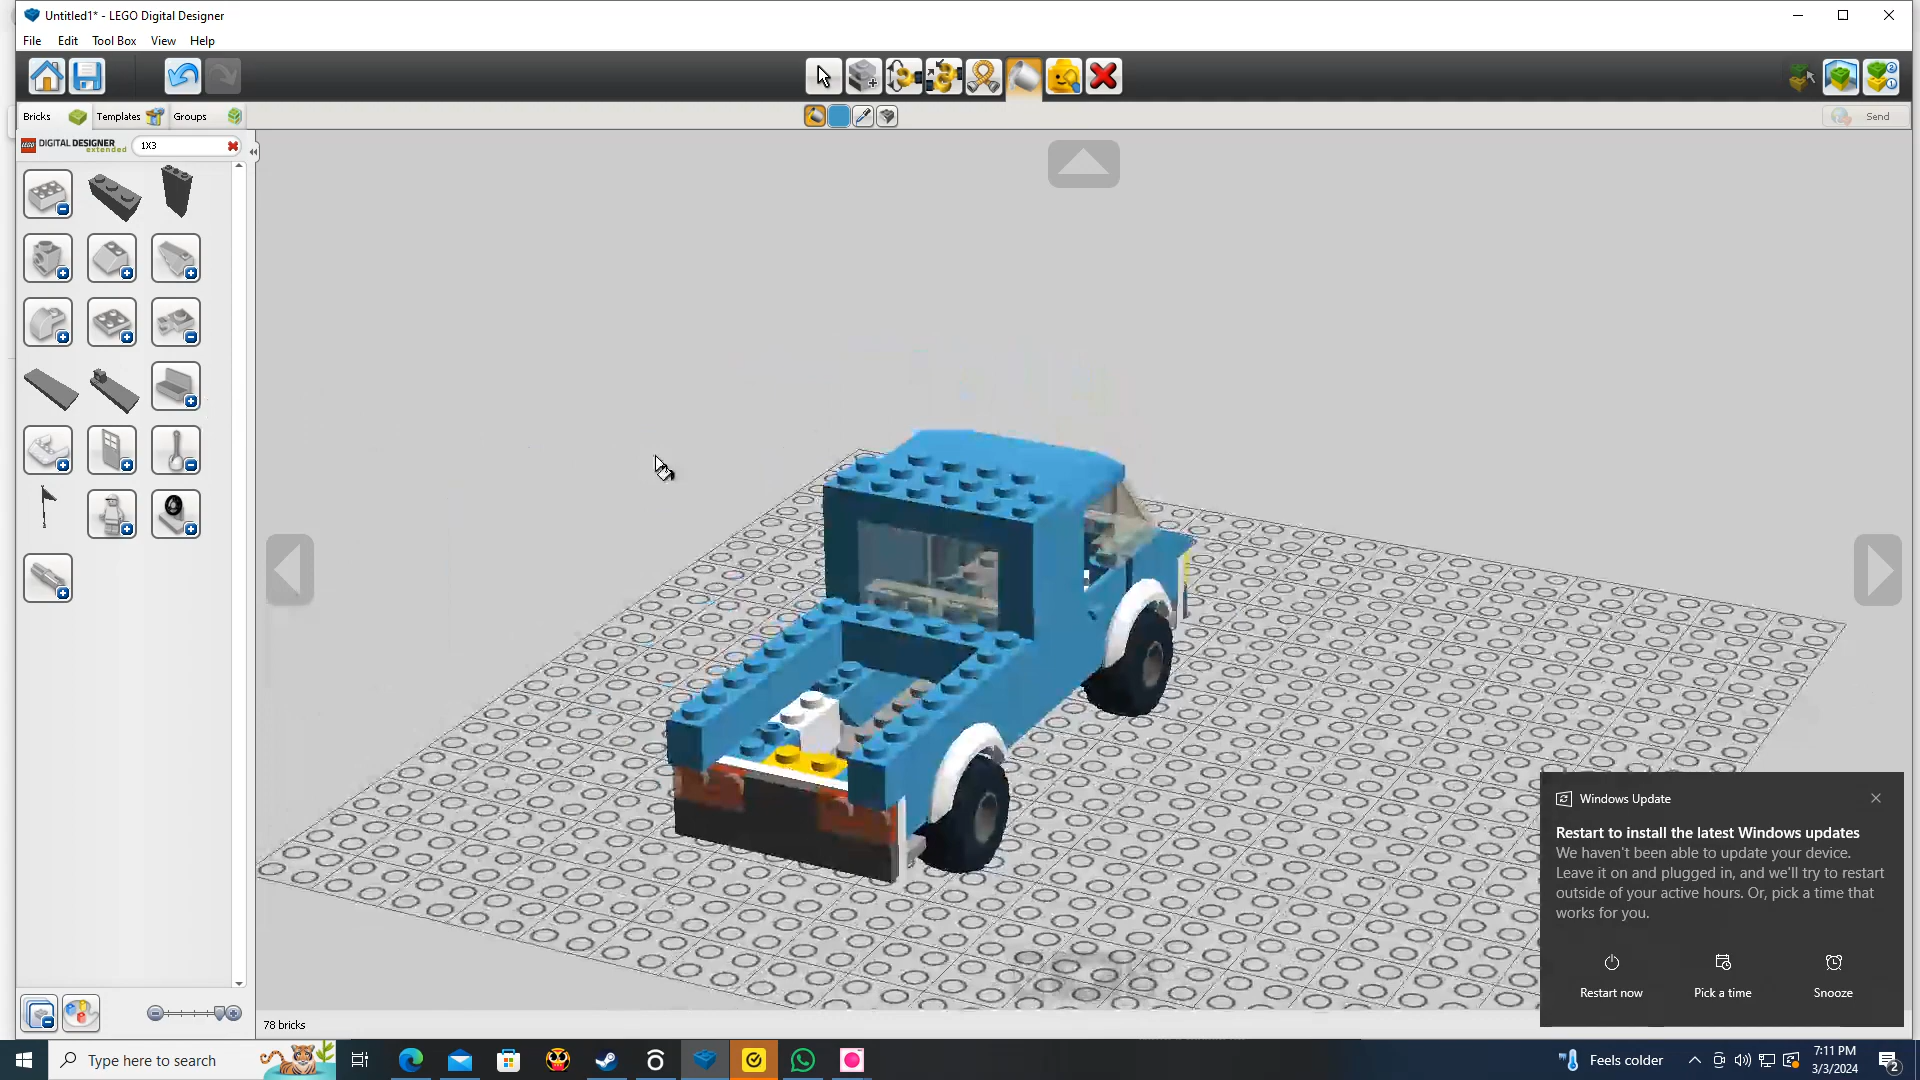 Untitled1* - LEGO Digital Designer
File Edit Tool Box View Help
Bricks Templates Groups
Send
LEGO DIGITAL DESIGNER extended
1X3
78 bricks
Windows Update
Restart to install the latest Windows updates
We haven't been able to update your device.
Leave it on and plugged in, and we'll try to restart
outside of your active hours. Or, pick a time that
works for you.
Restart now Pick a time Snooze
Type here to search
Feels colder
7:11 PM
3/3/2024
2